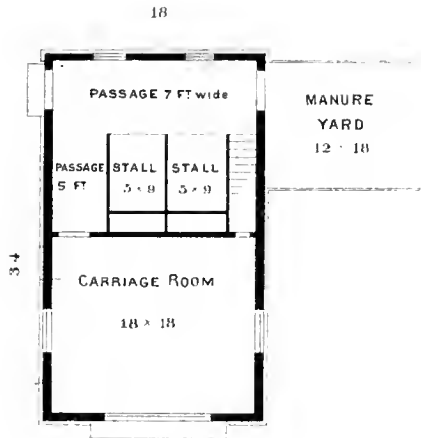 18
PASSAGE 7 FT wide
MANURE
YARD
12 × 18
PASSAGE
5 FT
STALL
5 × 9
STALL
5 × 9
34
CARRIAGE ROOM
18 × 18